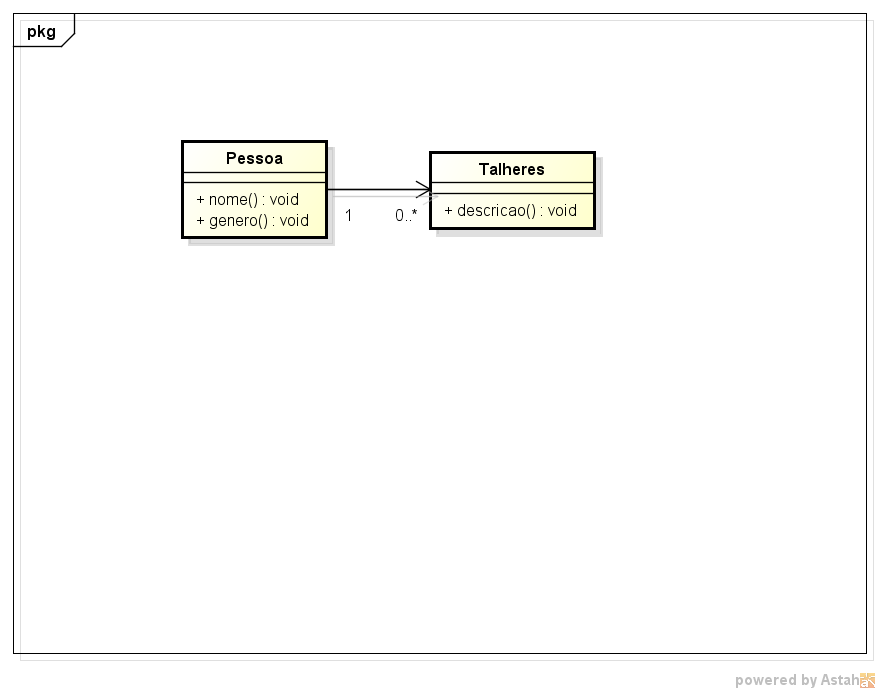 pkg
Pessoa
+ nome() : void
+ genero() : void
1
0..*
Talheres
+ descricao() : void
powered by Astah